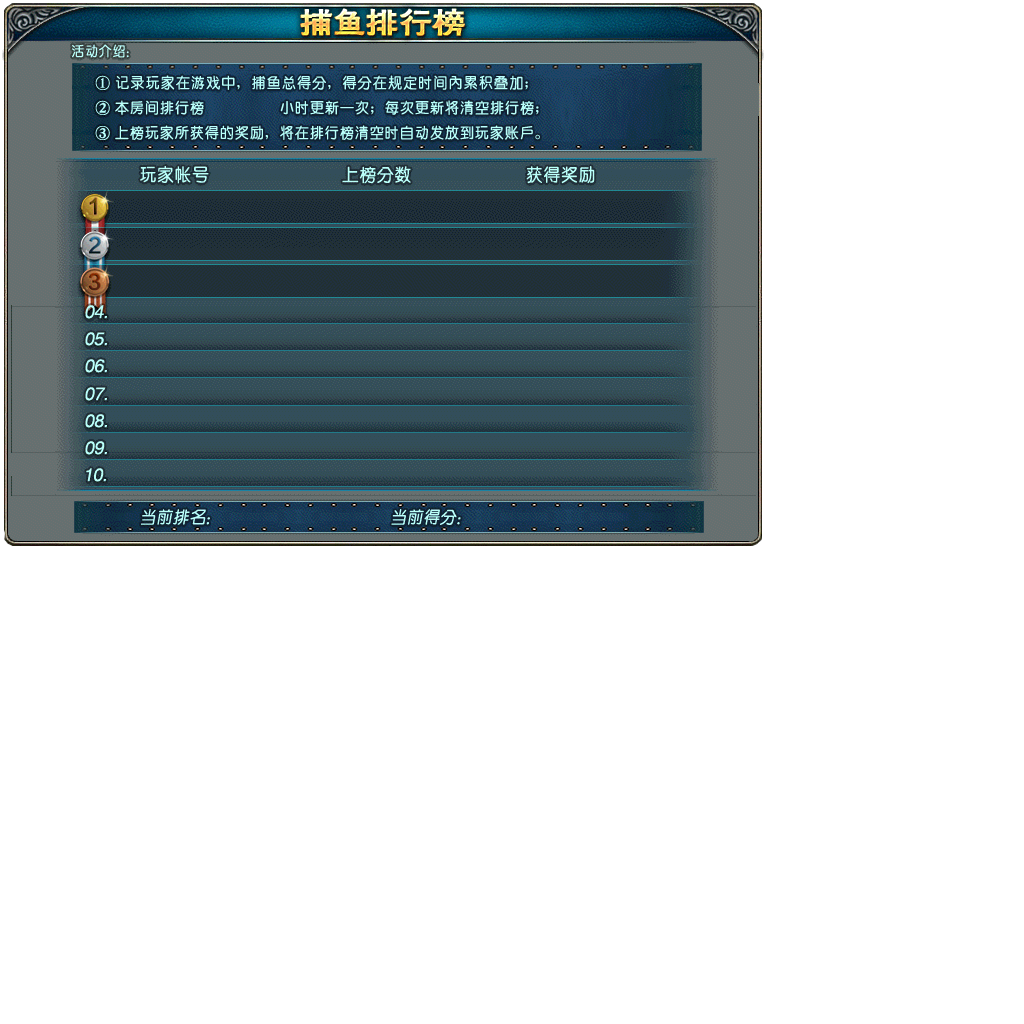 捕鱼排行榜
活动介绍:
① 记录玩家在游戏中，捕鱼总得分，得分在规定时间內累积叠加;
② 本房间排行榜 小时更新一次；每次更新将清空排行榜;
③ 上榜玩家所获得的奖励，将在排行榜清空时自动发放到玩家账戶。
玩家帐号 上榜分数 获得奖励
1
2
3
04.
05.
06.
07.
08.
09.
10.
当前排名: 当前得分: